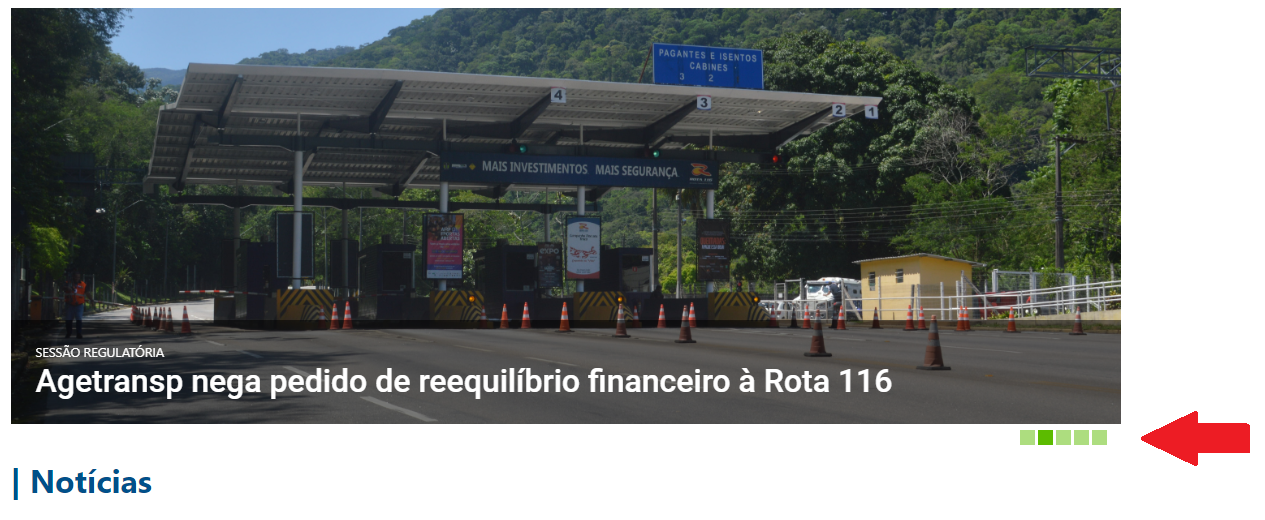 PAGANTES E ISENTOS
CABINES
3 2
4
3
2
1
MAIS INVESTIMENTOS MAIS SEGURANÇA
SESSÃO REGULATÓRIA
Agetransp nega pedido de reequilíbrio financeiro à Rota 116
| Notícias